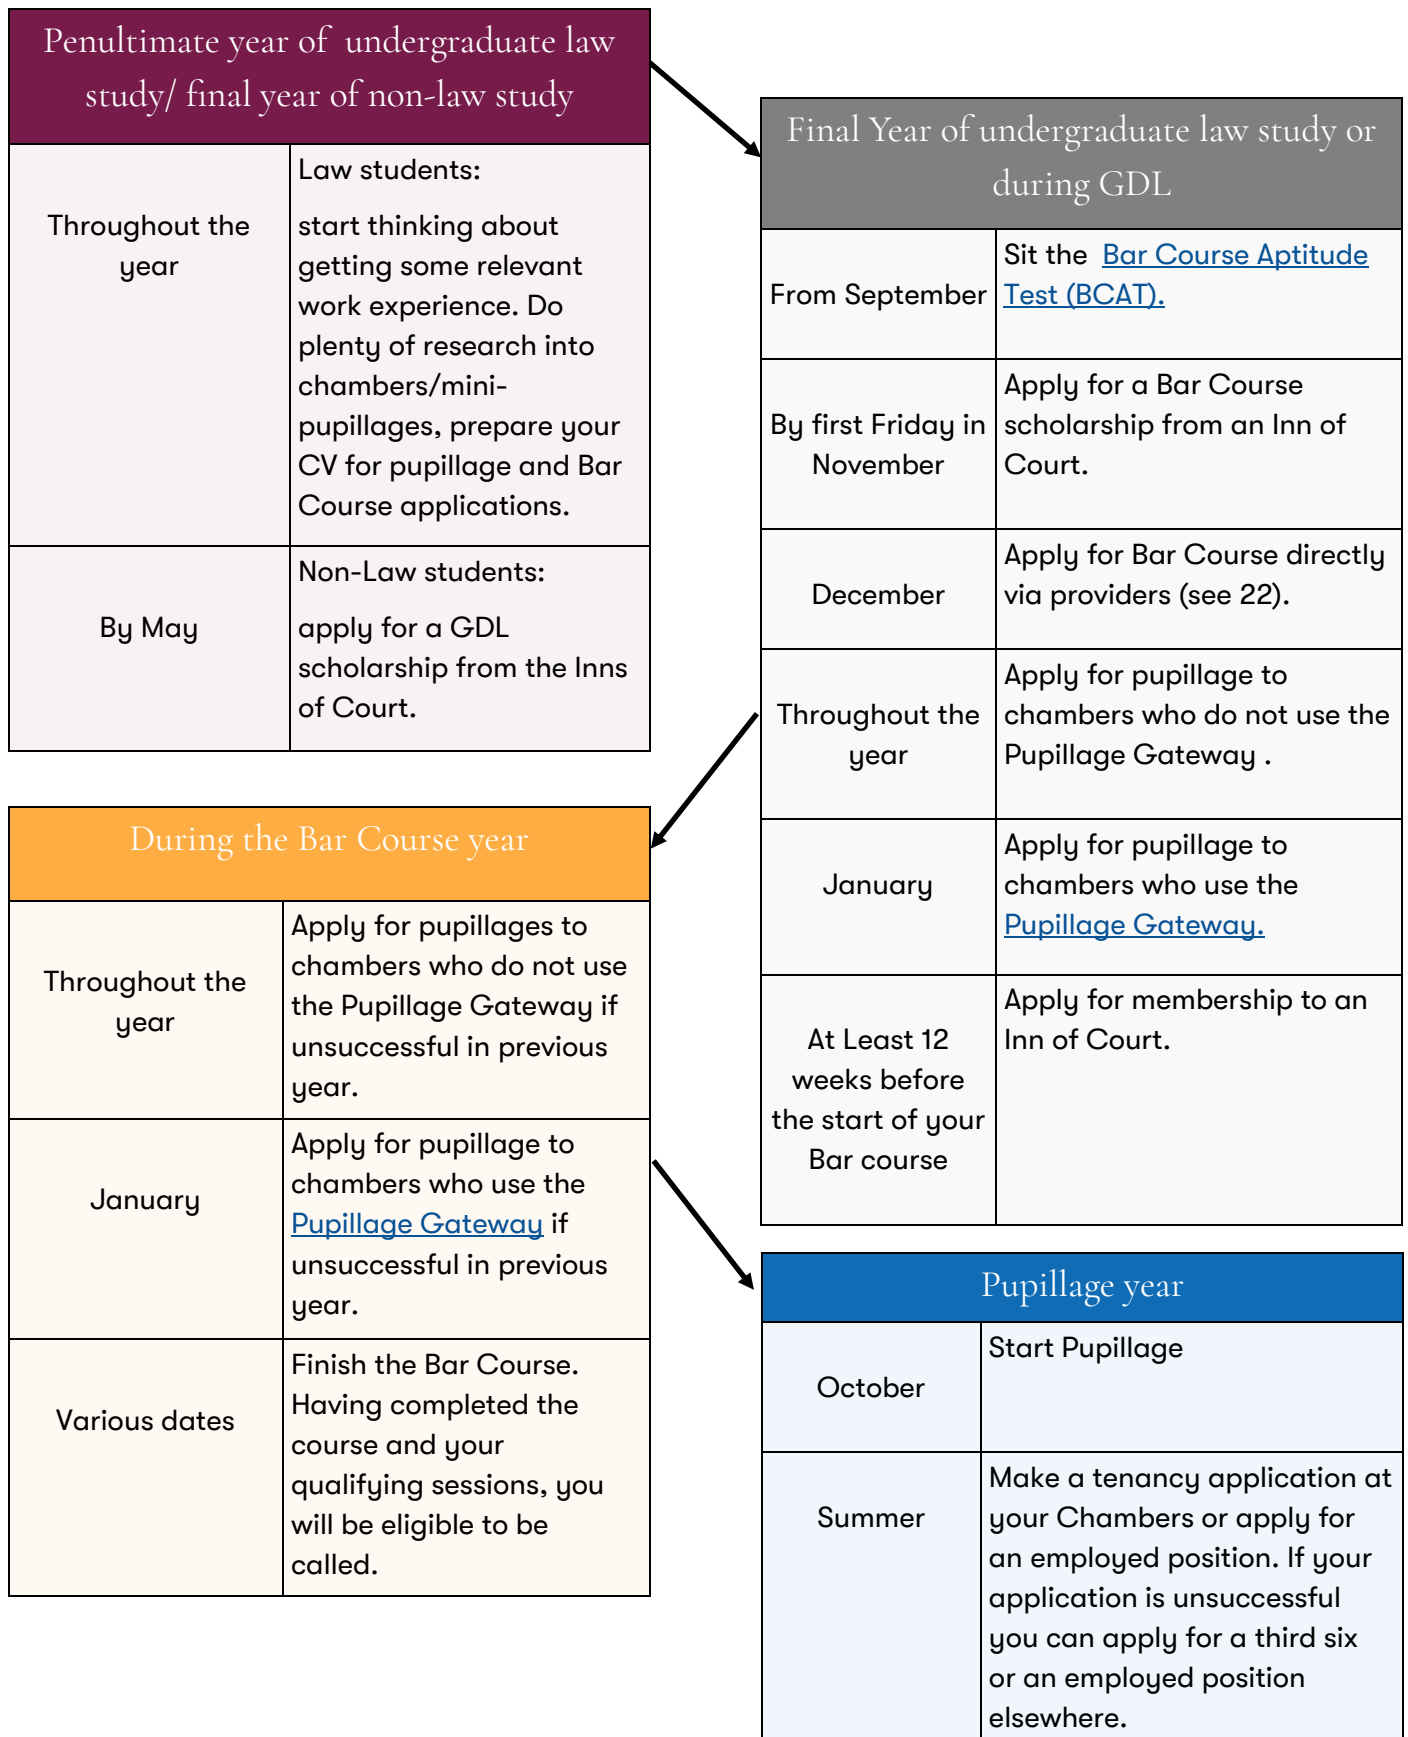 Penultimate year of undergraduate law
study/ final year of non-law study
Throughout the
year
Law students:
start thinking about
getting some relevant
work experience. Do
plenty of research into
chambers/mini-
pupillages, prepare your
CV for pupillage and Bar
Course applications.
By May
Non-Law students:
apply for a GDL
scholarship from the Inns
of Court.
Final Year of undergraduate law study or
during GDL
From September
Sit the Bar Course Aptitude
Test (BCAT).
By first Friday in
November
Apply for a Bar Course
scholarship from an Inn of
Court.
December
Apply for Bar Course directly
via providers (see 22).
Throughout the
year
Apply for pupillage to
chambers who do not use the
Pupillage Gateway .
January
Apply for pupillage to
chambers who use the
Pupillage Gateway.
At Least 12
weeks before
the start of your
Bar course
Apply for membership to an
Inn of Court.
During the Bar Course year
Throughout the
year
Apply for pupillages to
chambers who do not use
the Pupillage Gateway if
unsuccessful in previous
year.
January
Apply for pupillage to
chambers who use the
Pupillage Gateway if
unsuccessful in previous
year.
Various dates
Finish the Bar Course.
Having completed the
course and your
qualifying sessions, you
will be eligible to be
called.
Pupillage year
October
Start Pupillage
Summer
Make a tenancy application at
your Chambers or apply for
an employed position. If your
application is unsuccessful
you can apply for a third six
or an employed position
elsewhere.